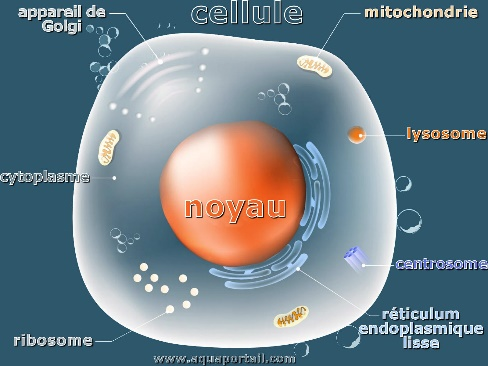 cellule
appareil de
Golgi
mitochondrie
lysosome
cytoplasme
noyau
centrosome
réticulum
endoplasmique
lisse
ribosome
www.aquaportail.com